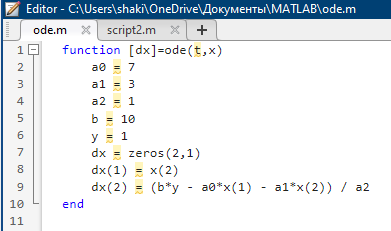 Editor - C:\Users\shaki\OneDrive\Документы\MATLAB\ode.m
ode.m × script2.m × +
1 function [dx]=ode(t,x)
2 a0 = 7
3 a1 = 3
4 a2 = 1
5 b = 10
6 y = 1
7 dx = zeros(2,1)
8 dx(1) = x(2)
9 dx(2) = (b*y - a0*x(1) - a1*x(2)) / a2
10 end
11